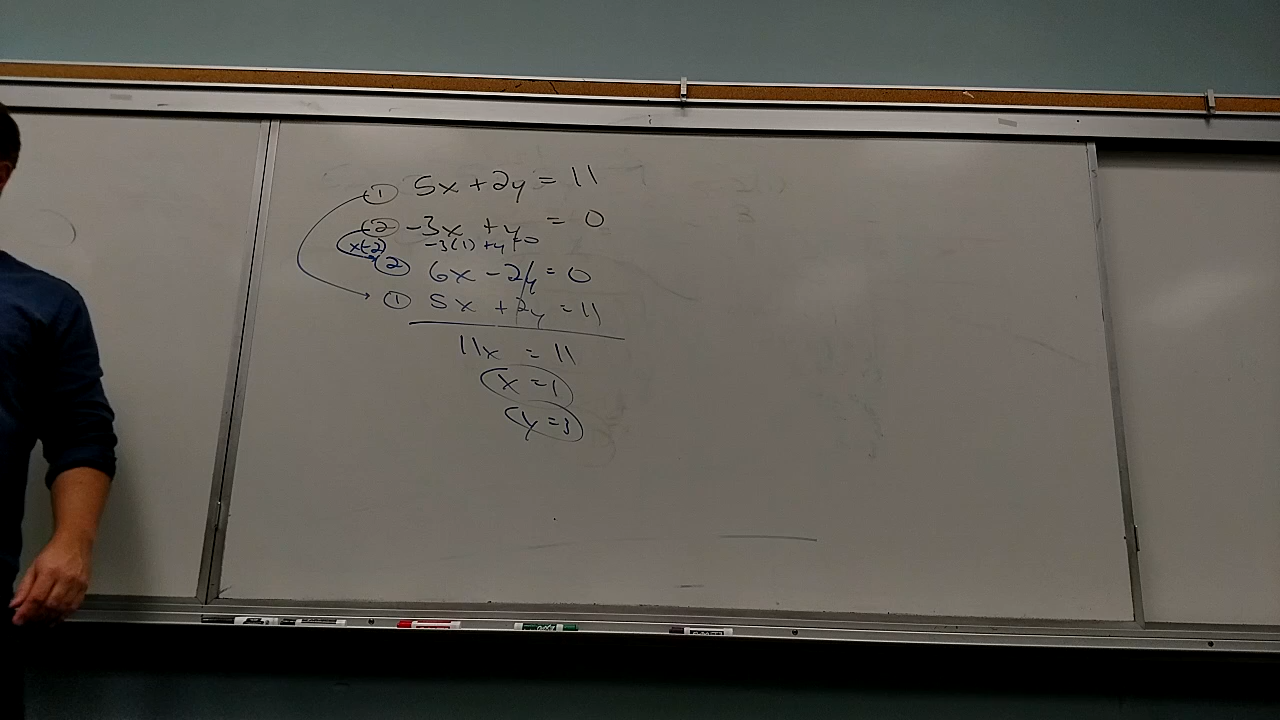 ① 5x + 2y = 11
② -3x + y = 0
x-2 -3(1) + y = 0
② 6x - 2y = 0
① 5x + 2y = 11
11x = 11
x = 1
y = 3